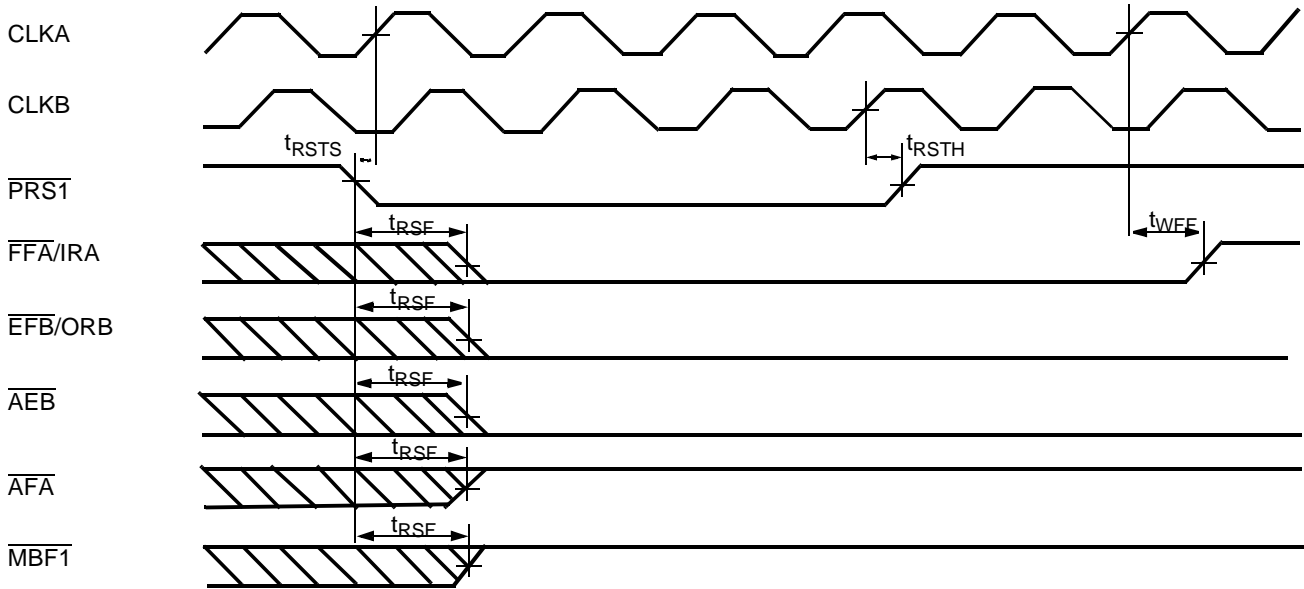 CLKA
CLKB
tRSTS
tRSTH
PRS1
tRSF
tWFF
FFA/IRA
tRSF
EFB/ORB
tRSF
AEB
tRSF
AFA
tRSF
MBF1